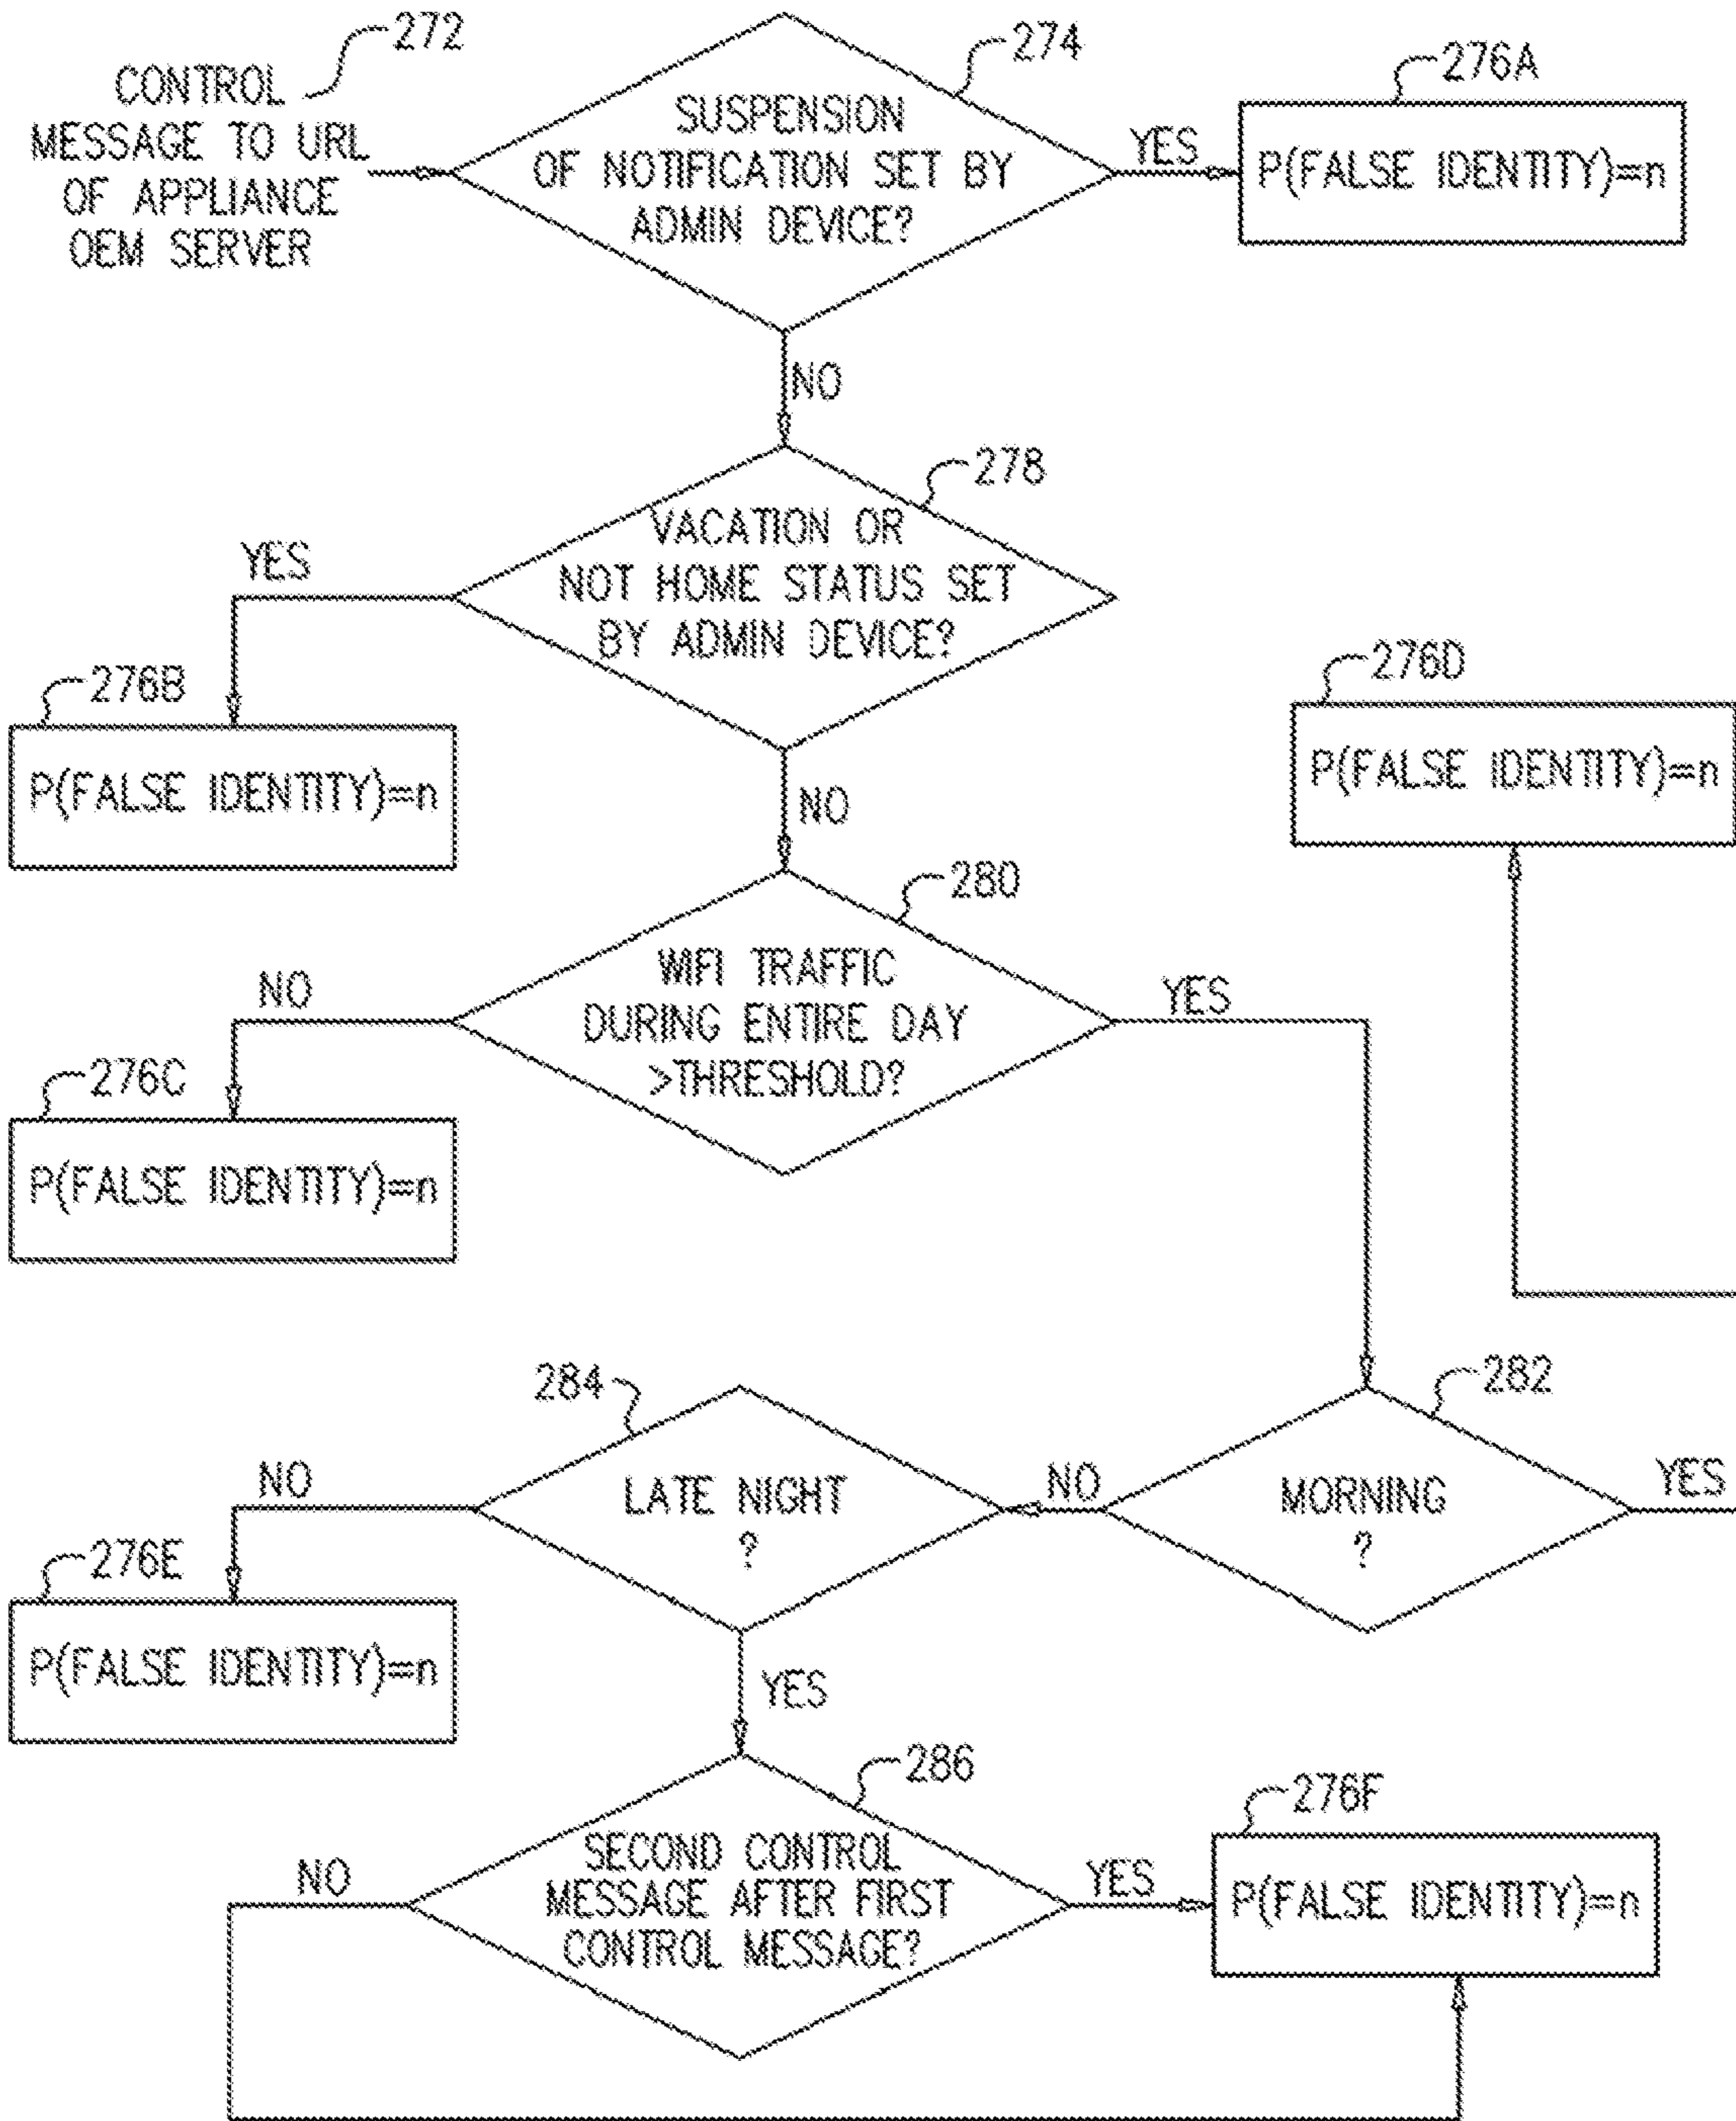 272
CONTROL
MESSAGE TO URL
OF APPLIANCE
OEM SERVER
274
SUSPENSION
OF NOTIFICATION SET BY
ADMIN DEVICE?
YES
276A
P(FALSE IDENTITY)=n
NO
278
VACATION OR
NOT HOME STATUS SET
BY ADMIN DEVICE?
YES
276B
P(FALSE IDENTITY)=n
276D
P(FALSE IDENTITY)=n
NO
280
WIFI TRAFFIC
DURING ENTIRE DAY
>THRESHOLD?
NO
YES
276C
P(FALSE IDENTITY)=n
284
LATE NIGHT
?
NO
282
MORNING
?
YES
NO
276E
P(FALSE IDENTITY)=n
YES
286
SECOND CONTROL
MESSAGE AFTER FIRST
CONTROL MESSAGE?
NO
YES
276F
P(FALSE IDENTITY)=n